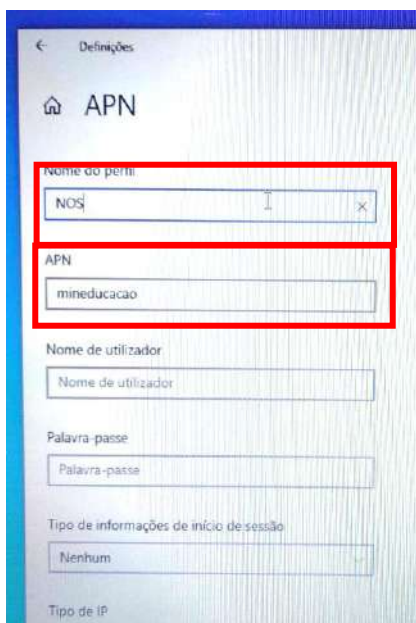 Definições
APN
Nome do perfil
NOS
APN
mineducacao
Nome de utilizador
Nome de utilizador
Palavra-passe
Palavra-passe
Tipo de informações de início de sessão
Nenhum
Tipo de IP